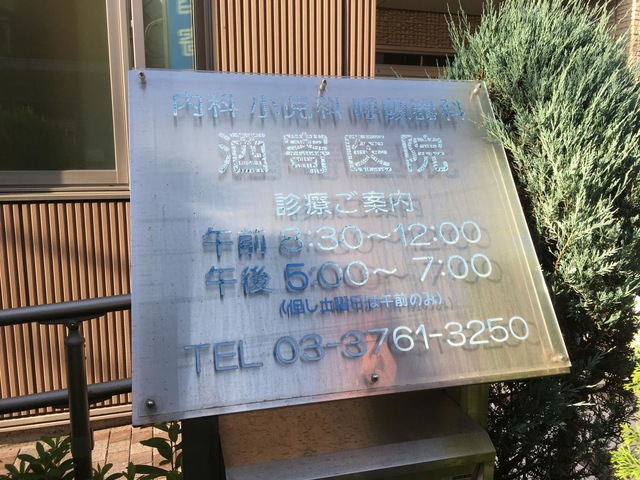 内科 小児科 循環器科
酒寄医院
診療ご案内
午前 8:30〜12:00
午後 5:00〜 7:00
(但し土曜日は午前のみ)
TEL 03-3761-3250